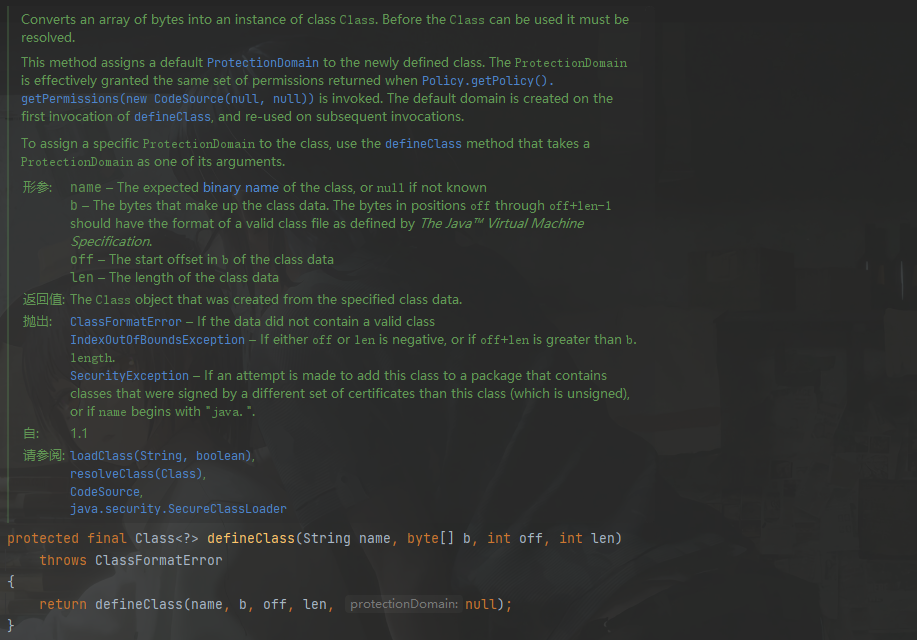 Converts an array of bytes into an instance of class Class. Before the Class can be used it must be
resolved.
This method assigns a default ProtectionDomain to the newly defined class. The ProtectionDomain
is effectively granted the same set of permissions returned when Policy.getPolicy().
getPermissions(new CodeSource(null, null)) is invoked. The default domain is created on the
first invocation of defineClass, and re-used on subsequent invocations.
To assign a specific ProtectionDomain to the class, use the defineClass method that takes a
ProtectionDomain as one of its arguments.
形参: name – The expected binary name of the class, or null if not known
b – The bytes that make up the class data. The bytes in positions off through off+len-1
should have the format of a valid class file as defined by The Java™ Virtual Machine
Specification.
off – The start offset in b of the class data
len – The length of the class data
返回值: The Class object that was created from the specified class data.
抛出: ClassFormatError – If the data did not contain a valid class
IndexOutOfBoundsException – If either off or len is negative, or if off+len is greater than b.
length.
SecurityException – If an attempt is made to add this class to a package that contains
classes that were signed by a different set of certificates than this class (which is unsigned),
or if name begins with "java.".
自: 1.1
请参阅: loadClass(String, boolean),
resolveClass(Class),
CodeSource,
java.security.SecureClassLoader
protected final Class<?> defineClass(String name, byte[] b, int off, int len)
throws ClassFormatError
{
return defineClass(name, b, off, len, protectionDomain: null);
}